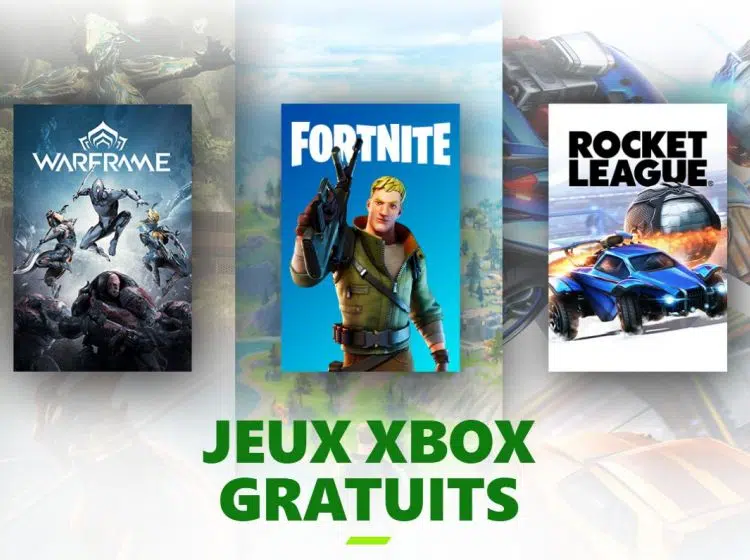 WARFRAME
FORTNITE
ROCKET
LEAGUE®
JEUX XBOX
GRATUITS